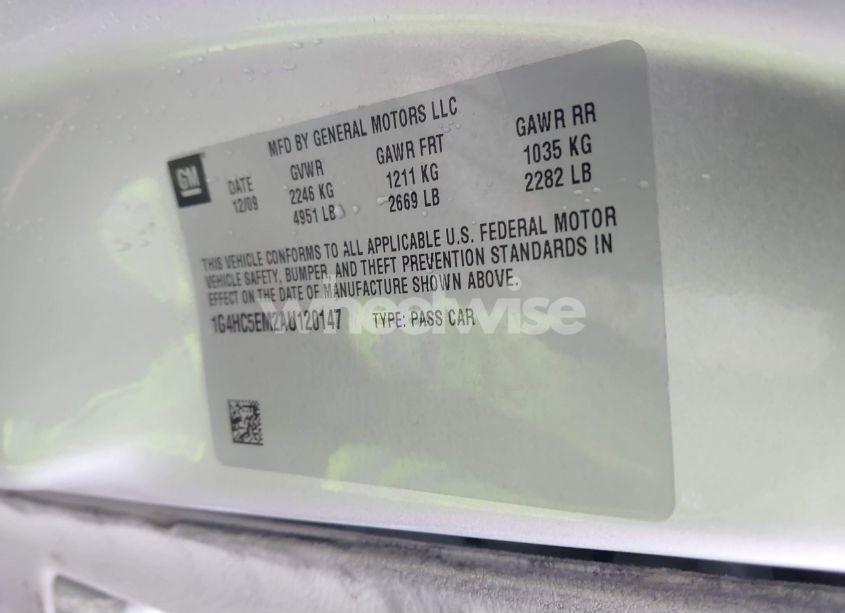 MFD BY GENERAL MOTORS LLC
GM
DATE GVWR GAWR FRT GAWR RR
12/09 2246 KG 1211 KG 1035 KG
4951 LB 2669 LB 2282 LB
THIS VEHICLE CONFORMS TO ALL APPLICABLE U.S. FEDERAL MOTOR
VEHICLE SAFETY, BUMPER, AND THEFT PREVENTION STANDARDS IN
EFFECT ON THE DATE OF MANUFACTURE SHOWN ABOVE.
1G4HC5EM2AU120147 TYPE: PASS CAR
wheelwise